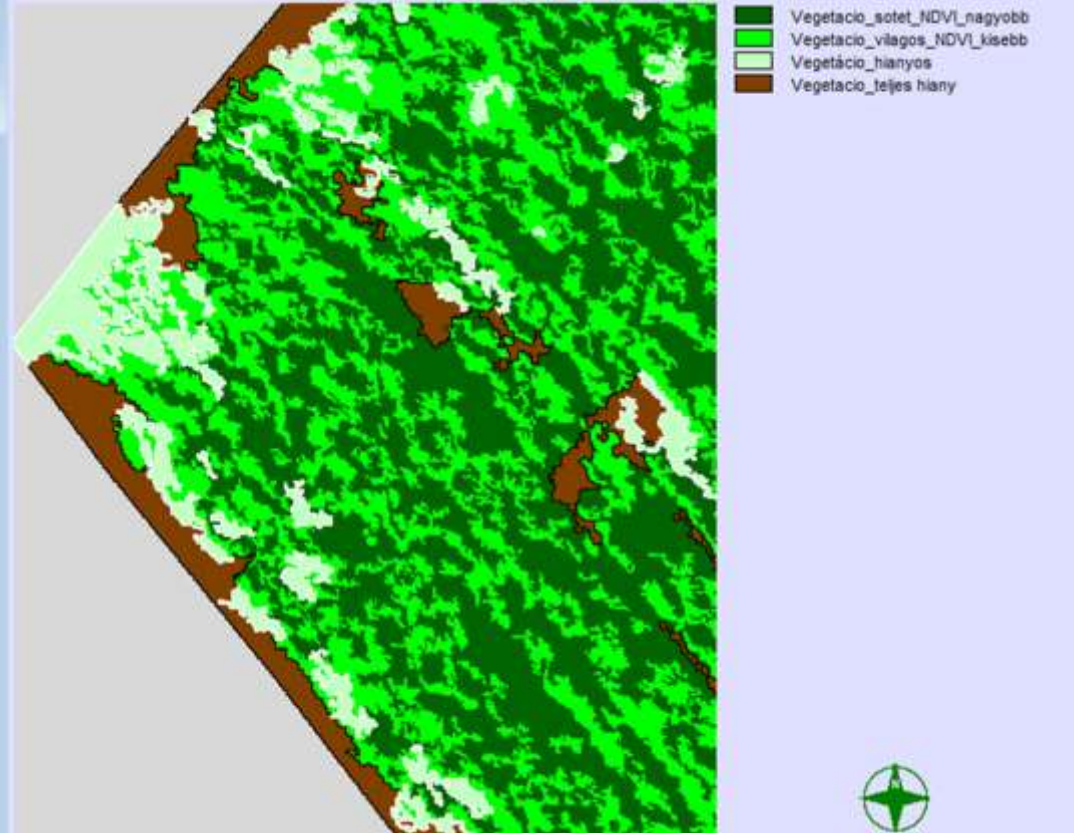 Vegetacio_sotet_NDVI_nagyobb
Vegetacio_vilagos_NDVI_kisebb
Vegetácio_hianyos
Vegetacio_teljes hiany
N